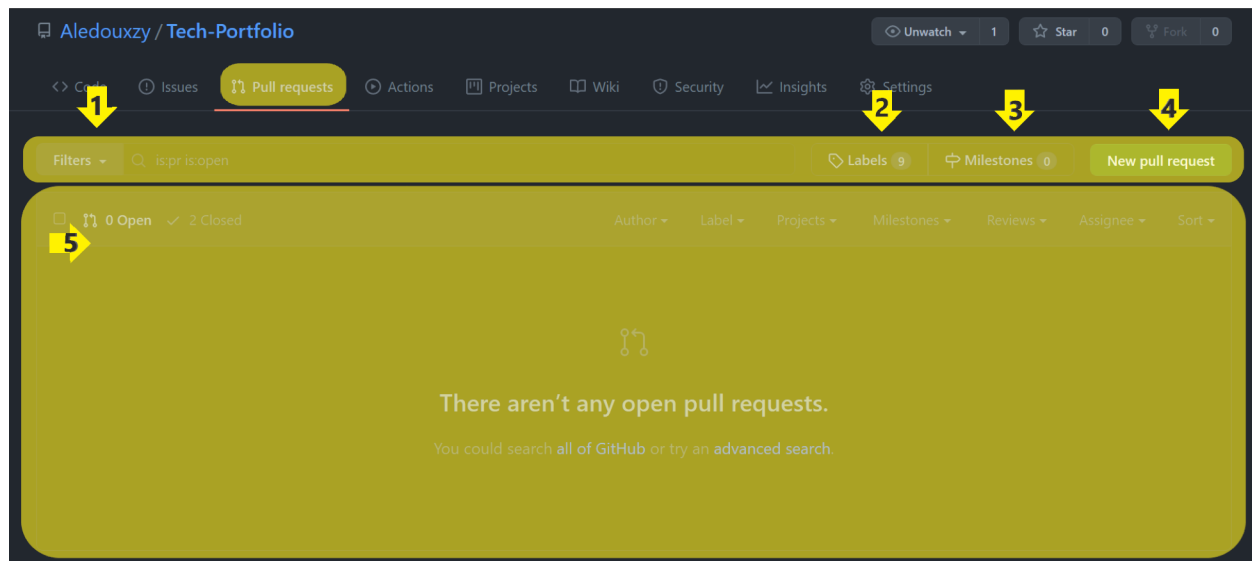 Aledouxzy / Tech-Portfolio Unwatch 1 Star 0 Fork 0
<> Code Issues Pull requests Actions Projects Wiki Security Insights Settings
1 2 3 4
Filters is:pr is:open Labels 9 Milestones 0 New pull request
0 Open 2 Closed Author Label Projects Milestones Reviews Assignee Sort
5
There aren't any open pull requests.
You could search all of GitHub or try an advanced search.